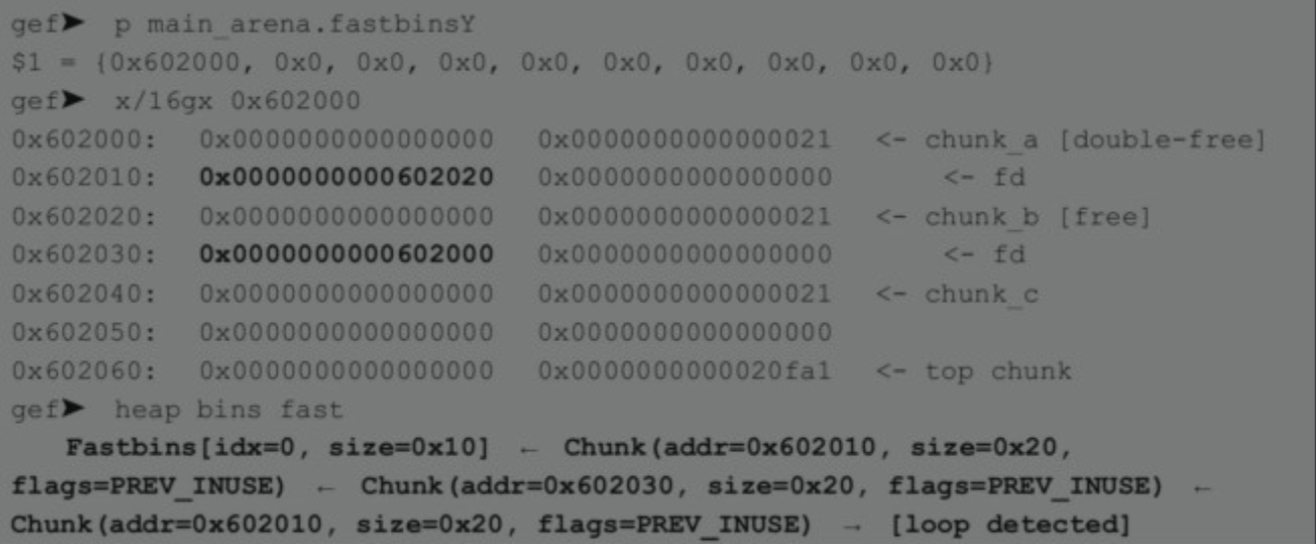 gef➤ p main_arena.fastbinsY
$1 = {0x602000, 0x0, 0x0, 0x0, 0x0, 0x0, 0x0, 0x0, 0x0, 0x0}
gef➤ x/16gx 0x602000
0x602000: 0x0000000000000000 0x0000000000000021 <- chunk_a [double-free]
0x602010: 0x0000000000602020 0x0000000000000000 <- fd
0x602020: 0x0000000000000000 0x0000000000000021 <- chunk_b [free]
0x602030: 0x0000000000602000 0x0000000000000000 <- fd
0x602040: 0x0000000000000000 0x0000000000000021 <- chunk_c
0x602050: 0x0000000000000000 0x0000000000000000
0x602060: 0x0000000000000000 0x0000000000020fa1 <- top chunk
gef➤ heap bins fast
Fastbins[idx=0, size=0x10] ← Chunk(addr=0x602010, size=0x20,
flags=PREV_INUSE) ← Chunk(addr=0x602030, size=0x20, flags=PREV_INUSE) ←
Chunk(addr=0x602010, size=0x20, flags=PREV_INUSE) → [loop detected]